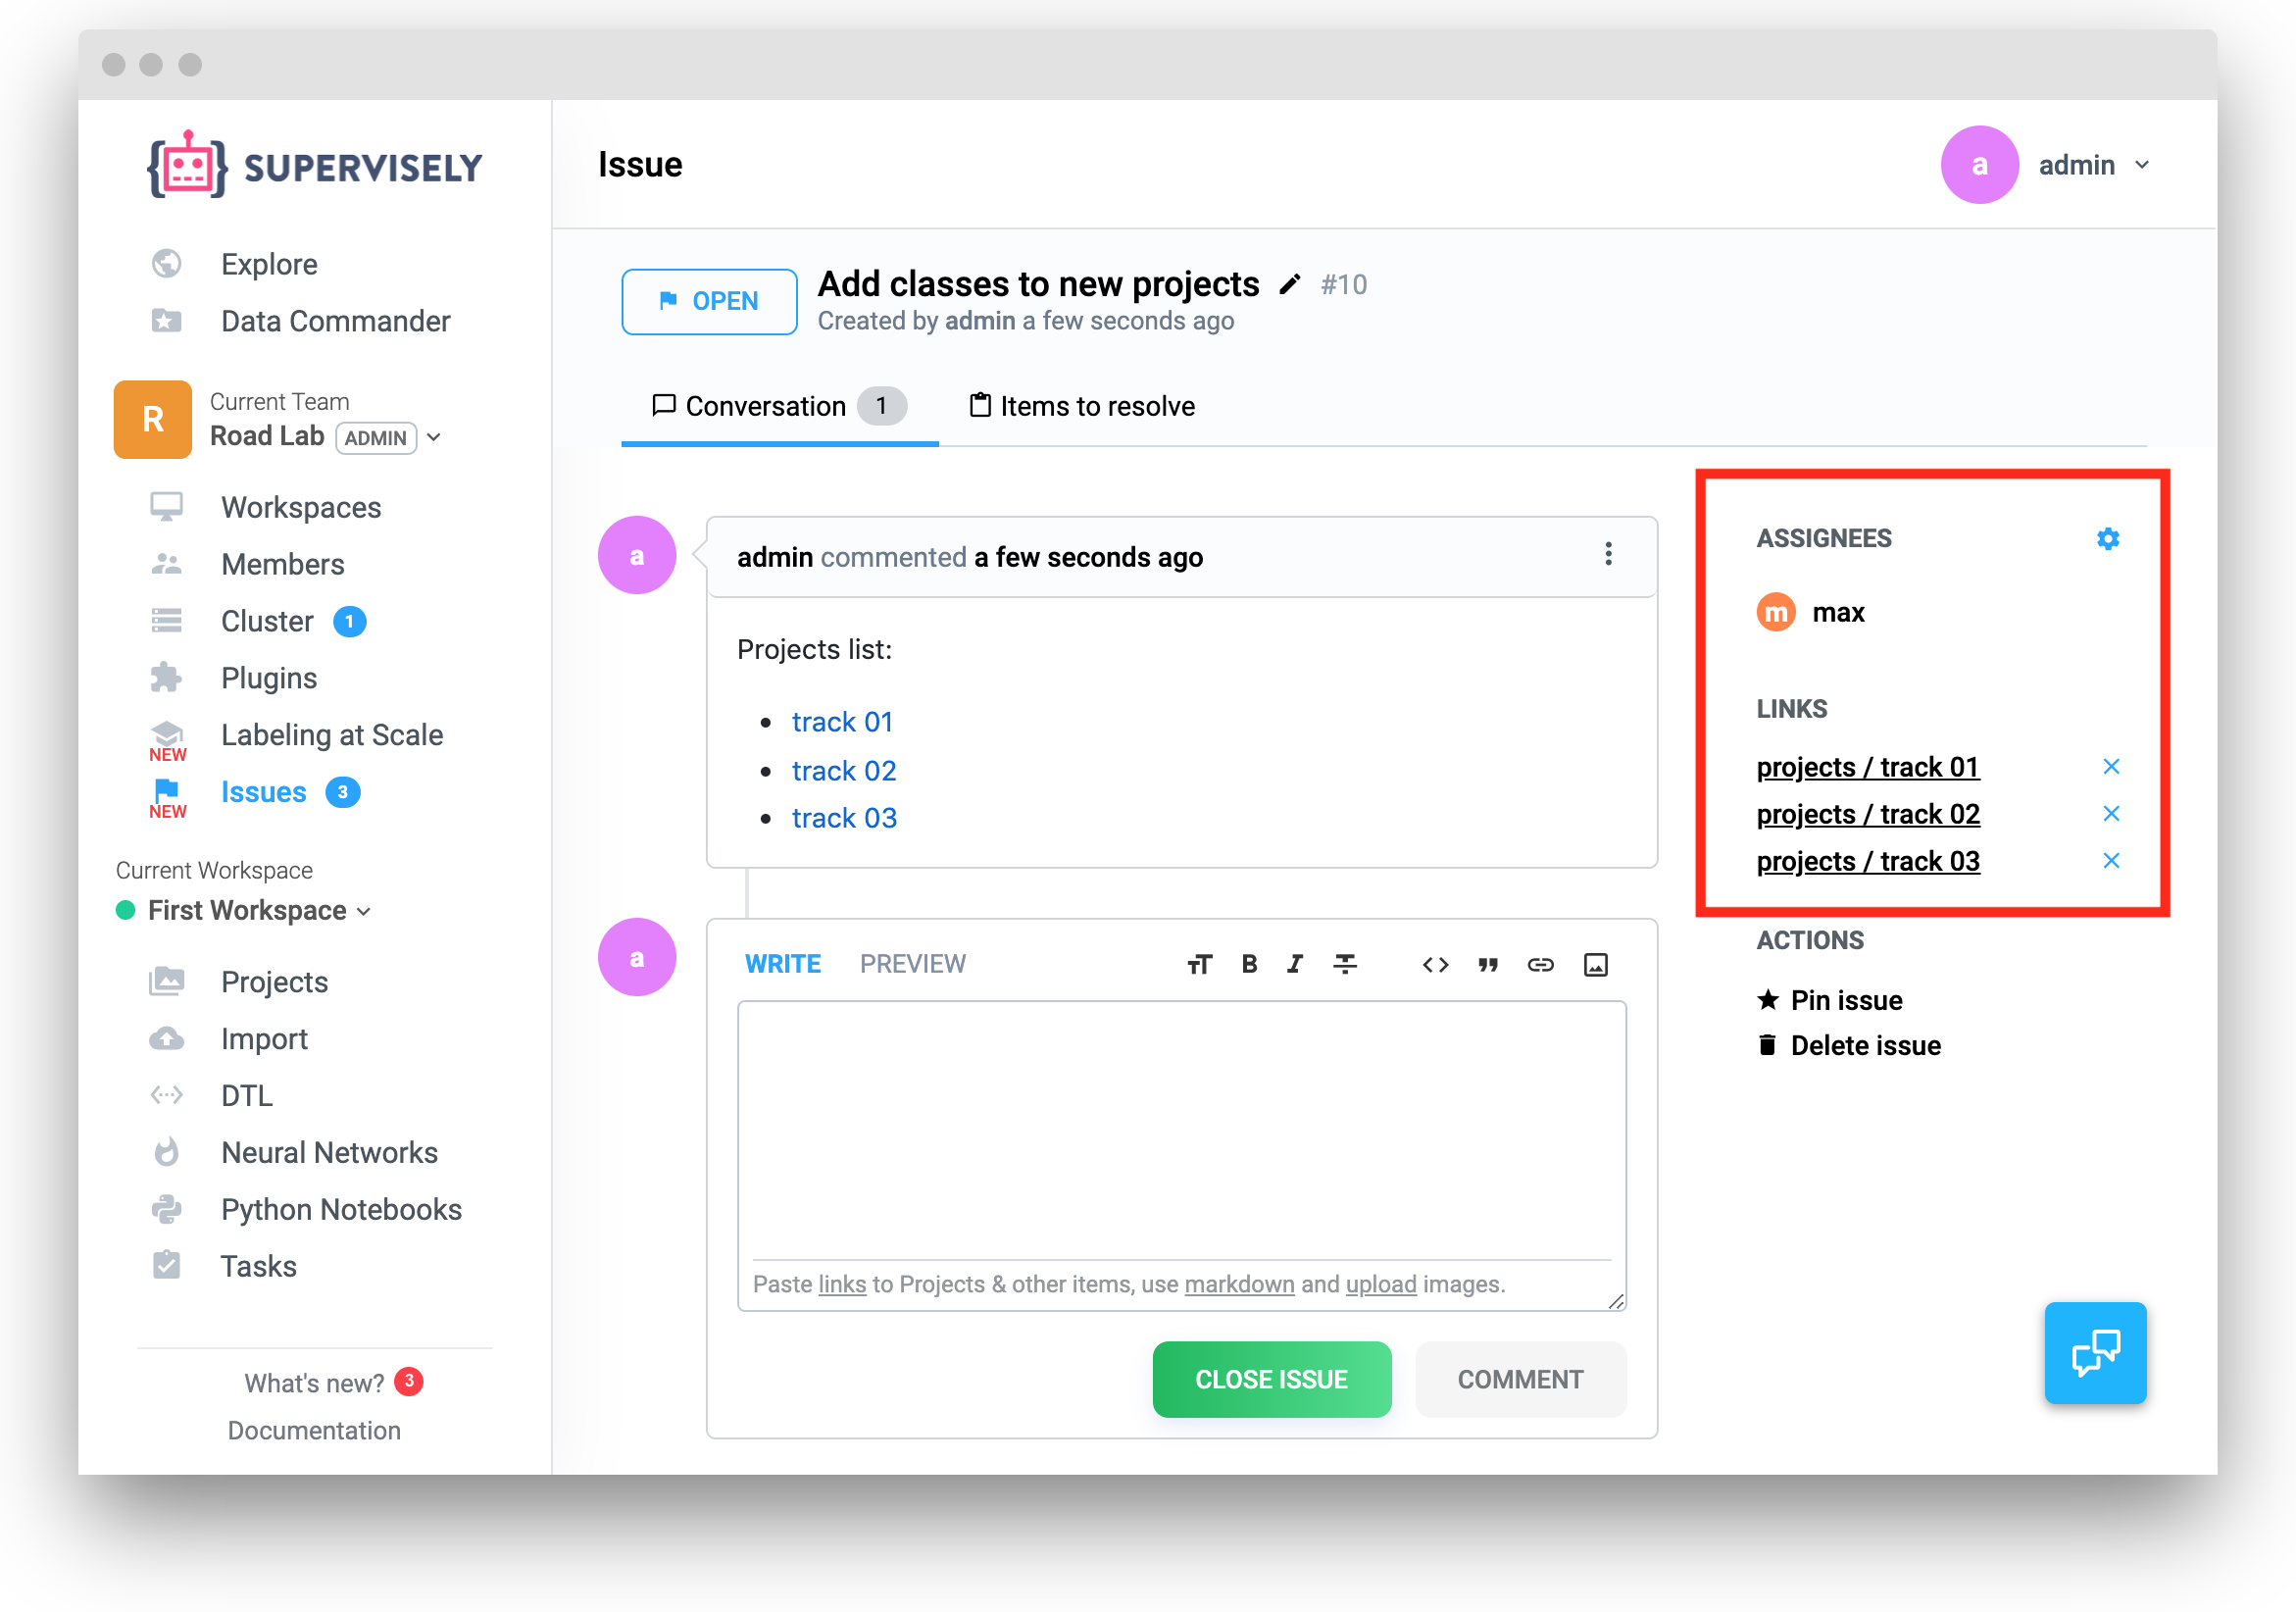 SUPERVISELY
Explore
Data Commander
R
Current Team
Road Lab ADMIN
Workspaces
Members
Cluster 1
Plugins
Labeling at Scale
NEW
Issues 3
NEW
Current Workspace
First Workspace
Projects
Import
DTL
Neural Networks
Python Notebooks
Tasks
What's new? 3
Documentation
Issue
a admin
OPEN
Add classes to new projects #10
Created by admin a few seconds ago
Conversation 1
Items to resolve
a
admin commented a few seconds ago
Projects list:
track 01
track 02
track 03
a
WRITE PREVIEW
Paste links to Projects & other items, use markdown and upload images.
CLOSE ISSUE
COMMENT
ASSIGNEES
m max
LINKS
projects / track 01
projects / track 02
projects / track 03
ACTIONS
Pin issue
Delete issue